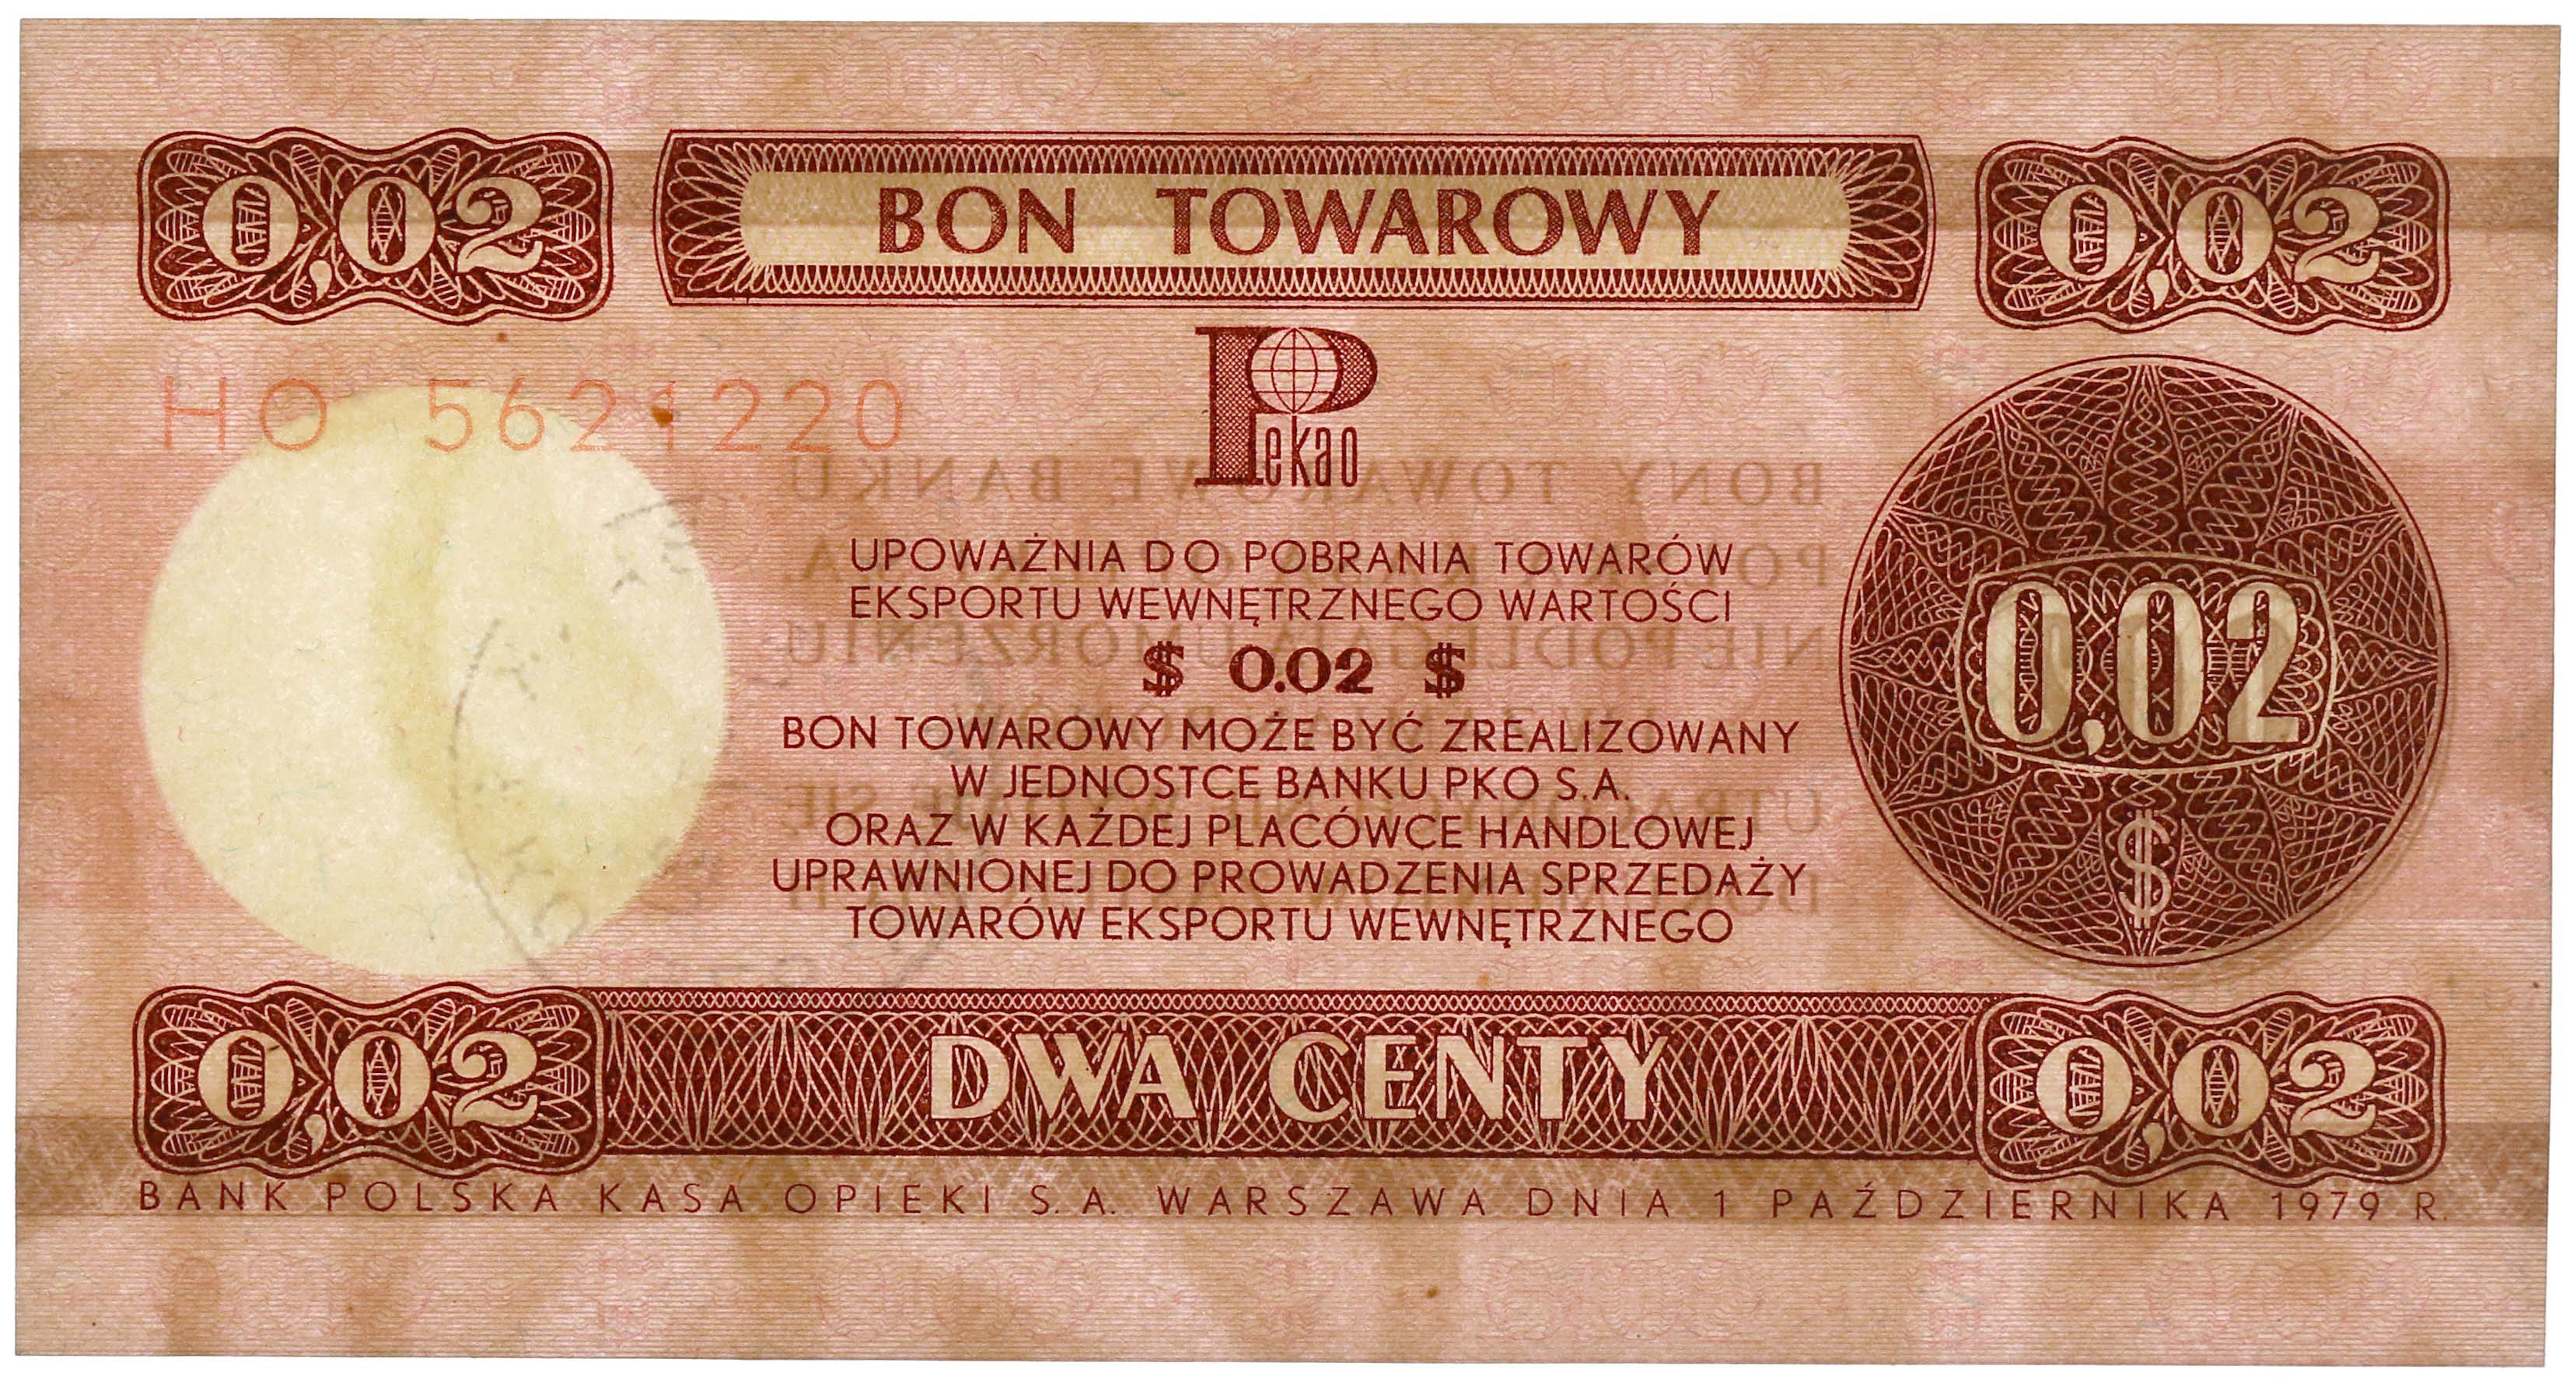 0,02 BON TOWAROWY 0,02
HO 5621220
Pekao
UPOWAŻNIA DO POBRANIA TOWARÓW
EKSPORTU WEWNĘTRZNEGO WARTOŚCI
$ 0.02 $
0,02
$
BON TOWAROWY MOŻE BYĆ ZREALIZOWANY
W JEDNOSTCE BANKU PKO S.A.
ORAZ W KAŻDEJ PLACÓWCE HANDLOWEJ
UPRAWNIONEJ DO PROWADZENIA SPRZEDAŻY
TOWARÓW EKSPORTU WEWNĘTRZNEGO
0,02 DWA CENTY 0,02
BANK POLSKA KASA OPIEKI S.A. WARSZAWA DNIA 1 PAŹDZIERNIKA 1979 R.